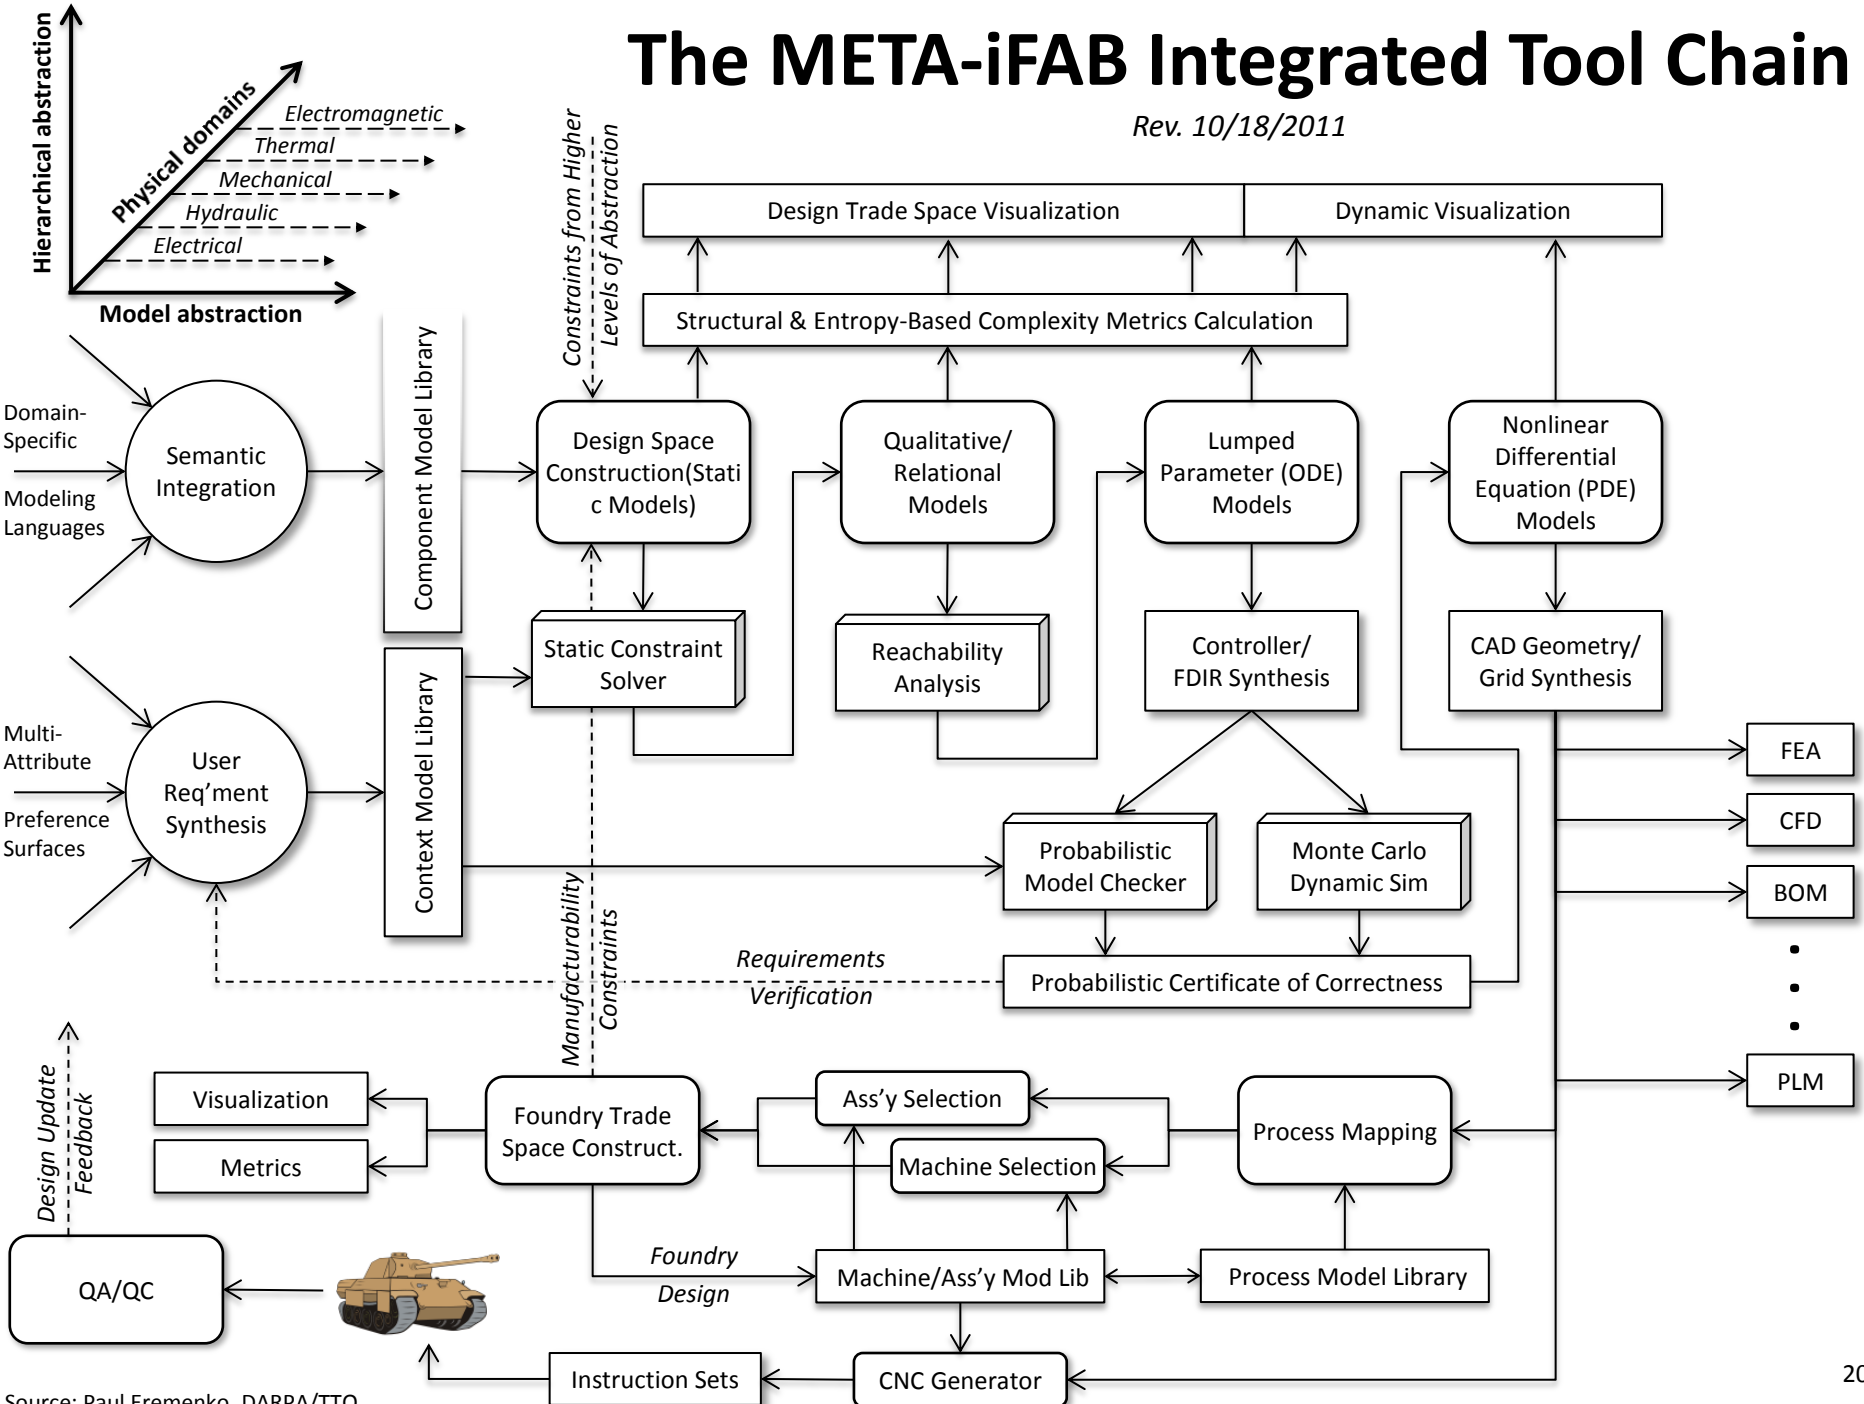 The META-iFAB Integrated Tool Chain
Rev. 10/18/2011
Hierarchical abstraction
Physical domains
Electromagnetic
Thermal
Mechanical
Hydraulic
Electrical
Model abstraction
Constraints from Higher
Levels of Abstraction
Design Trade Space Visualization
Dynamic Visualization
Structural & Entropy-Based Complexity Metrics Calculation
Domain-
Specific
Modeling
Languages
Semantic
Integration
Component Model Library
Design Space
Construction(Stati
c Models)
Qualitative/
Relational
Models
Lumped
Parameter (ODE)
Models
Nonlinear
Differential
Equation (PDE)
Models
Static Constraint
Solver
Reachability
Analysis
Controller/
FDIR Synthesis
CAD Geometry/
Grid Synthesis
Multi-
Attribute
Preference
Surfaces
User
Req’ment
Synthesis
Context Model Library
Probabilistic
Model Checker
Monte Carlo
Dynamic Sim
FEA
CFD
BOM
PLM
Manufacturability
Constraints
Requirements
Verification
Probabilistic Certificate of Correctness
Design Update
Feedback
Visualization
Metrics
Foundry Trade
Space Construct.
Ass’y Selection
Machine Selection
Process Mapping
QA/QC
Foundry
Design
Machine/Ass’y Mod Lib
Process Model Library
Instruction Sets
CNC Generator
20
Source: Paul Eremenko, DARPA/TTO